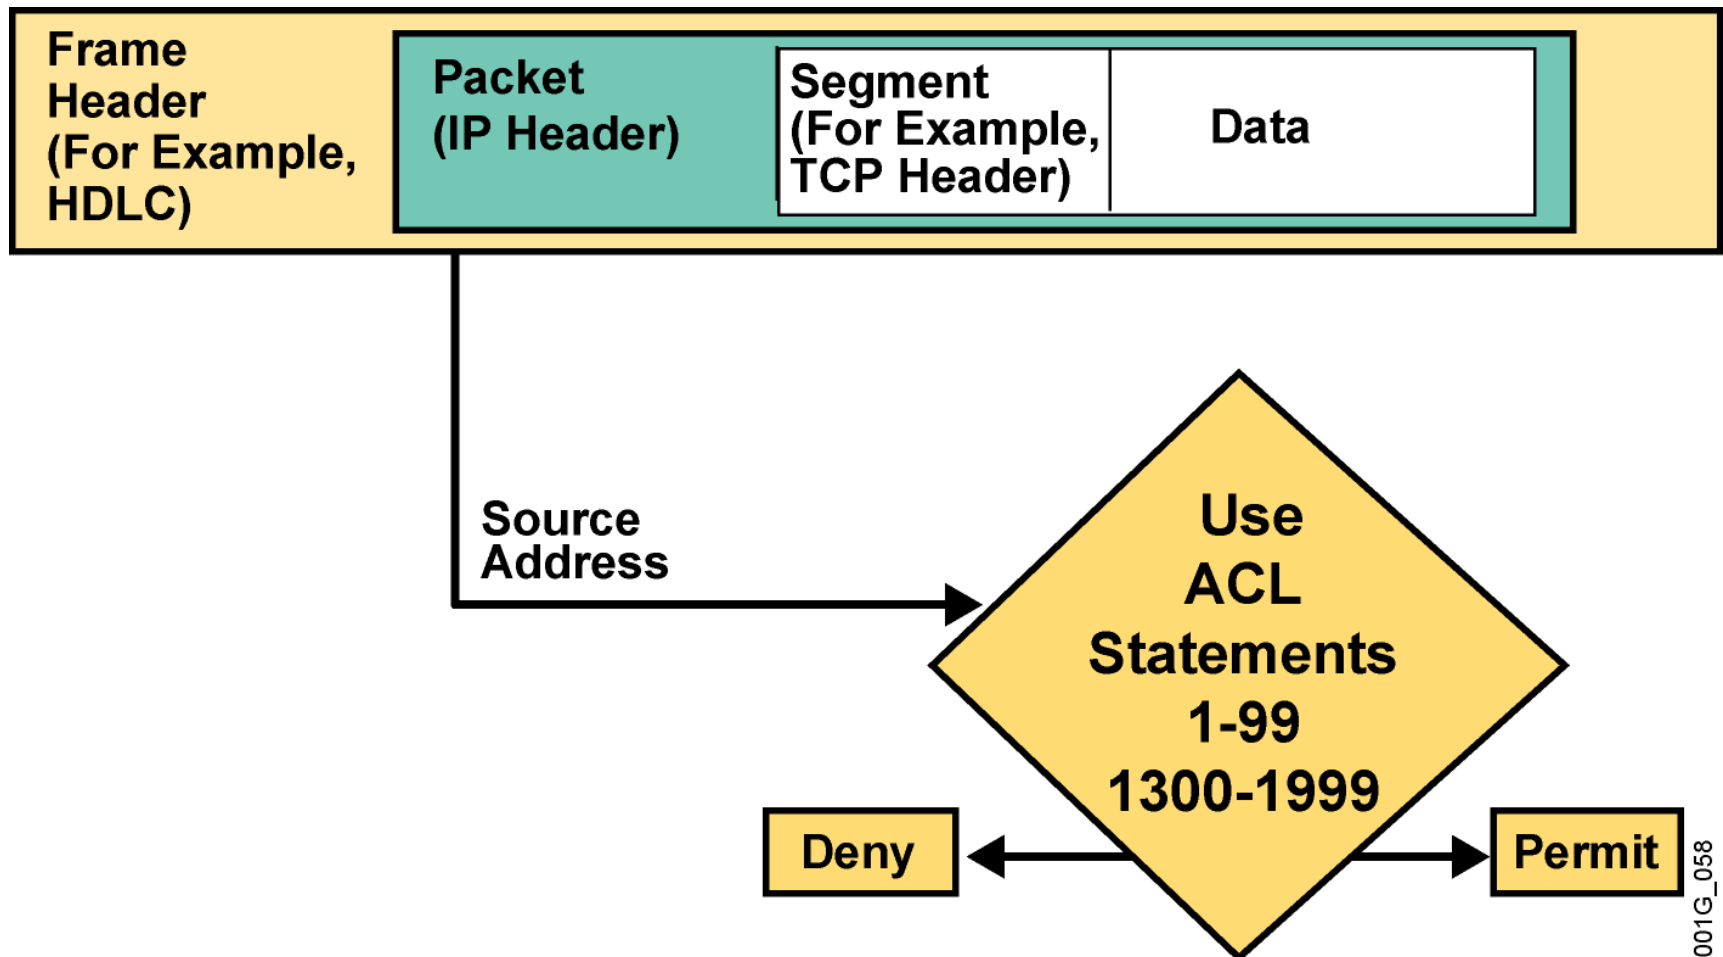 Frame
Header
(For Example,
HDLC)
Packet
(IP Header)
Segment
(For Example,
TCP Header)
Data
Source
Address
Use
ACL
Statements
1-99
1300-1999
Deny
Permit
001G_058